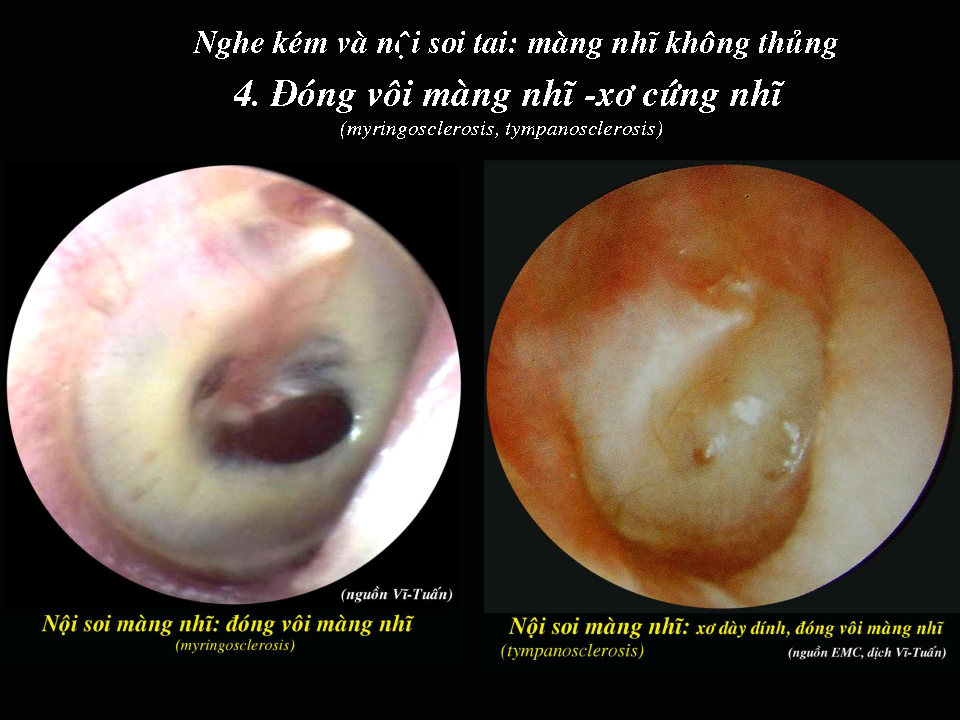 Nghe kém và nội soi tai: màng nhĩ không thủng
4. Đóng vôi màng nhĩ -xơ cứng nhĩ
(myringosclerosis, tympanosclerosis)
(nguồn Vĩ-Tuấn)
Nội soi màng nhĩ: đóng vôi màng nhĩ
(myringosclerosis)
Nội soi màng nhĩ: xơ dày dính, đóng vôi màng nhĩ
(tympanosclerosis) (nguồn EMC, dịch Vĩ-Tuấn)